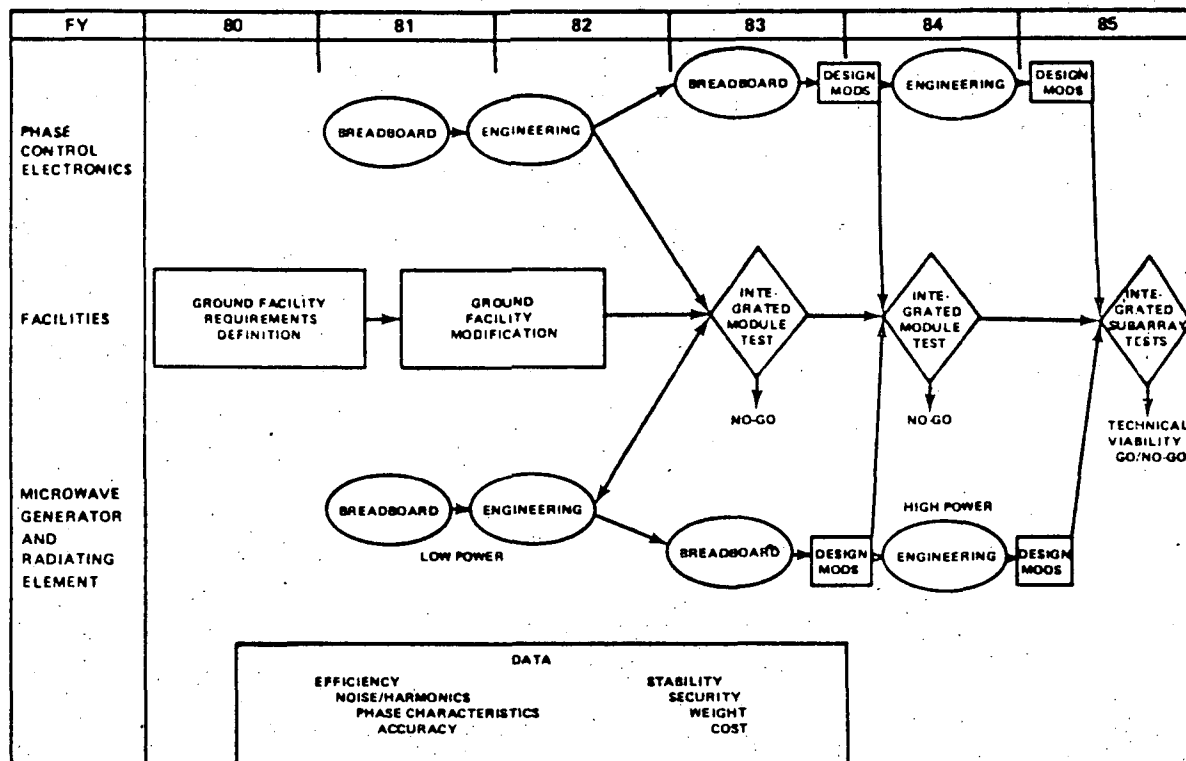 FY 80 81 82 83 84 85
PHASE
CONTROL
ELECTRONICS
BREADBOARD
ENGINEERING
BREADBOARD
DESIGN
MODS
ENGINEERING
DESIGN
MODS
FACILITIES
GROUND FACILITY
REQUIREMENTS
DEFINITION
GROUND
FACILITY
MODIFICATION
INTE-
GRATED
MODULE
TEST
NO-GO
INTE-
GRATED
MODULE
TEST
NO-GO
INTE-
GRATED
SUBARRAY
TESTS
TECHNICAL
VIABILITY
GO/NO-GO
MICROWAVE
GENERATOR
AND
RADIATING
ELEMENT
BREADBOARD
ENGINEERING
LOW POWER
BREADBOARD
DESIGN
MODS
HIGH POWER
ENGINEERING
DESIGN
MODS
DATA
EFFICIENCY
NOISE/HARMONICS
PHASE CHARACTERISTICS
ACCURACY
STABILITY
SECURITY
WEIGHT
COST